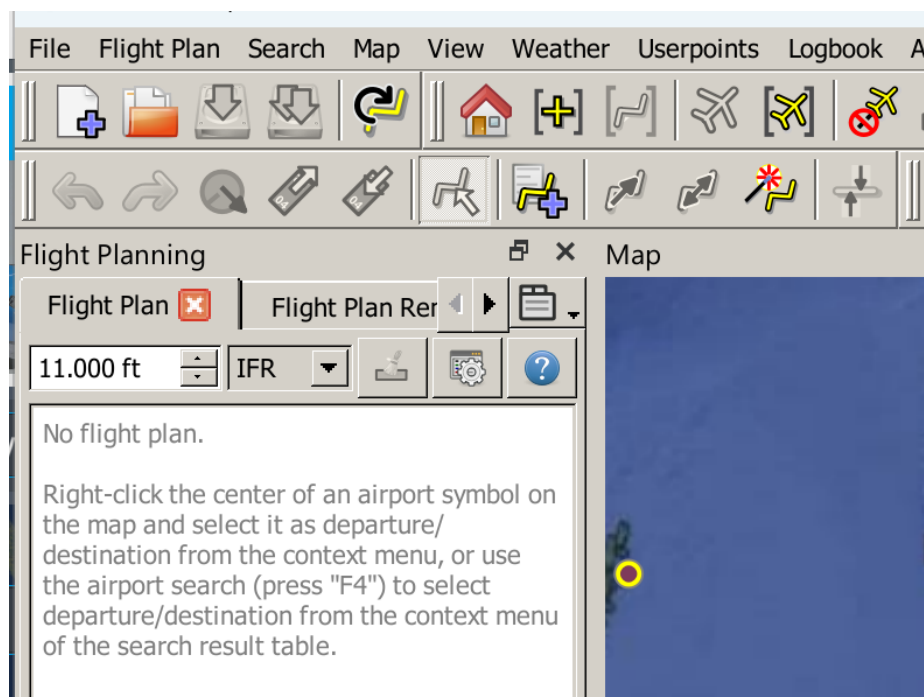 File Flight Plan Search Map View Weather Userpoints Logbook A
04 04
Flight Planning Map
Flight Plan Flight Plan Rer
11.000 ft IFR ?
No flight plan.
Right-click the center of an airport symbol on
the map and select it as departure/
destination from the context menu, or use
the airport search (press "F4") to select
departure/destination from the context menu
of the search result table.